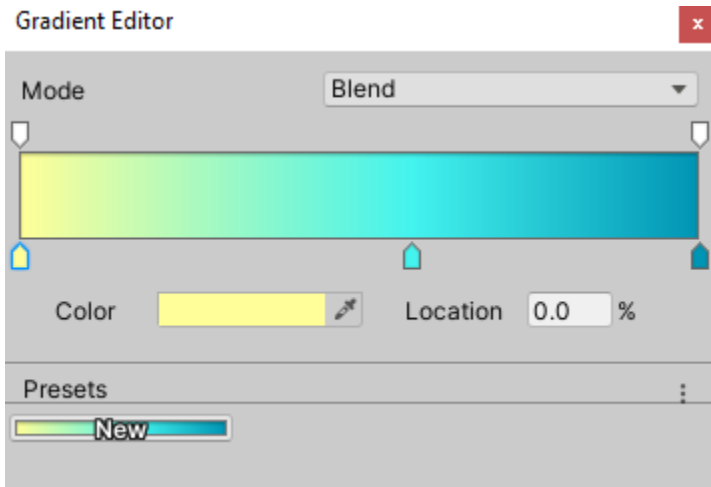 Gradient Editor x
Mode Blend
Color Location 0.0 %
Presets
New